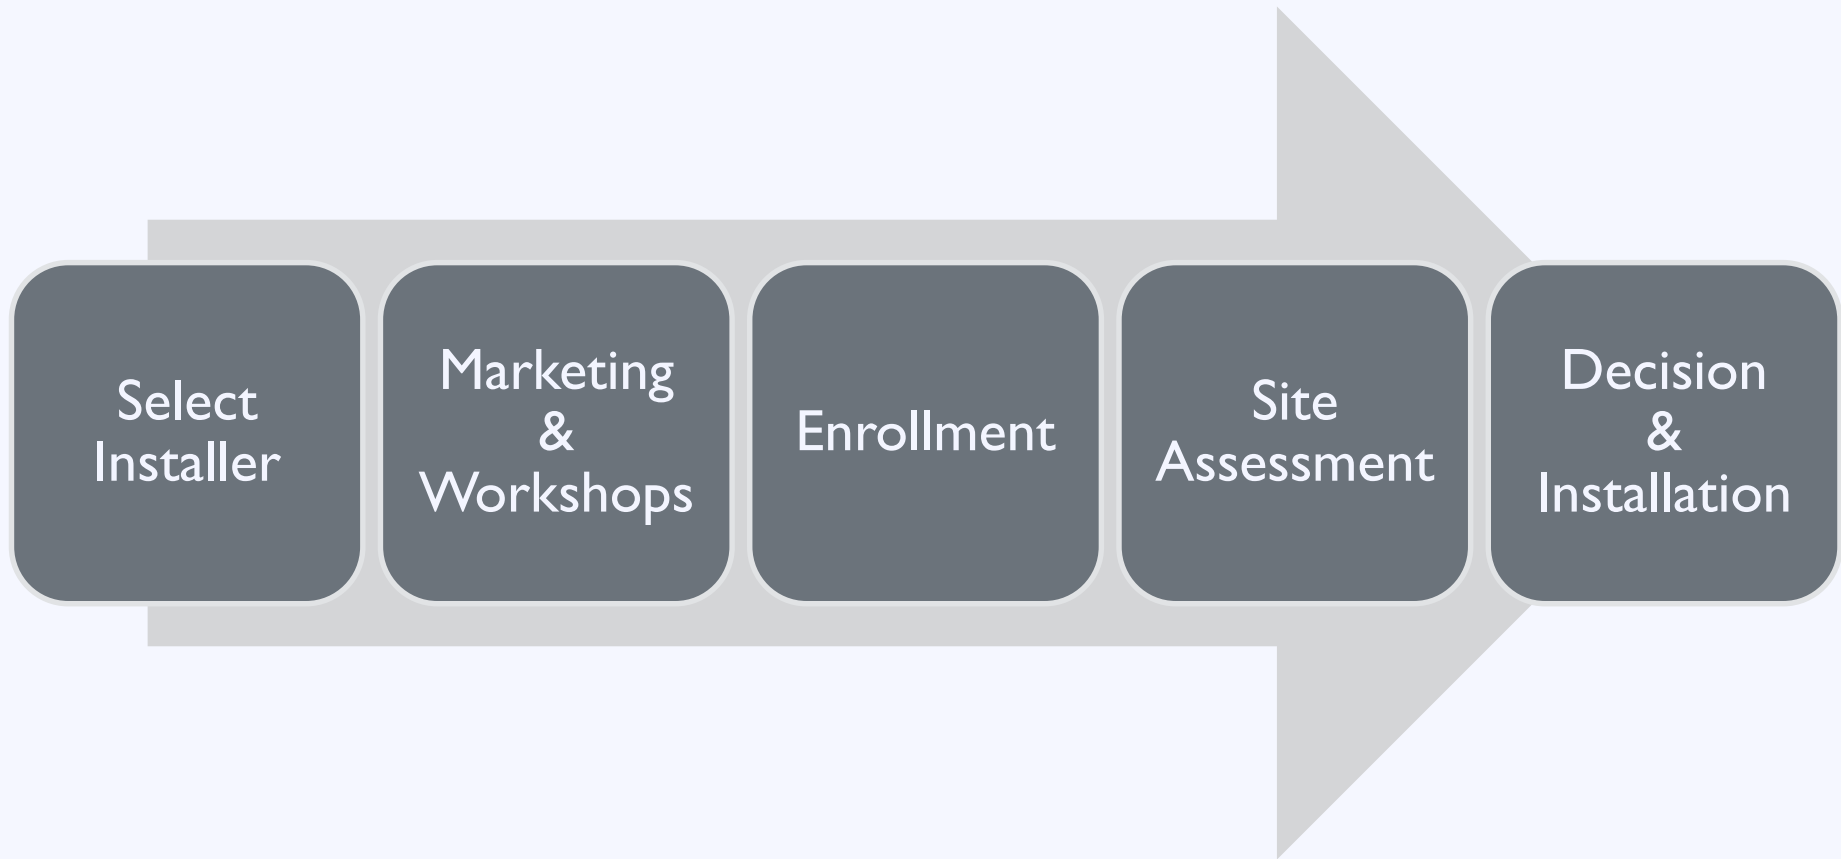 Select
Installer
Marketing
&
Workshops
Enrollment
Site
Assessment
Decision
&
Installation